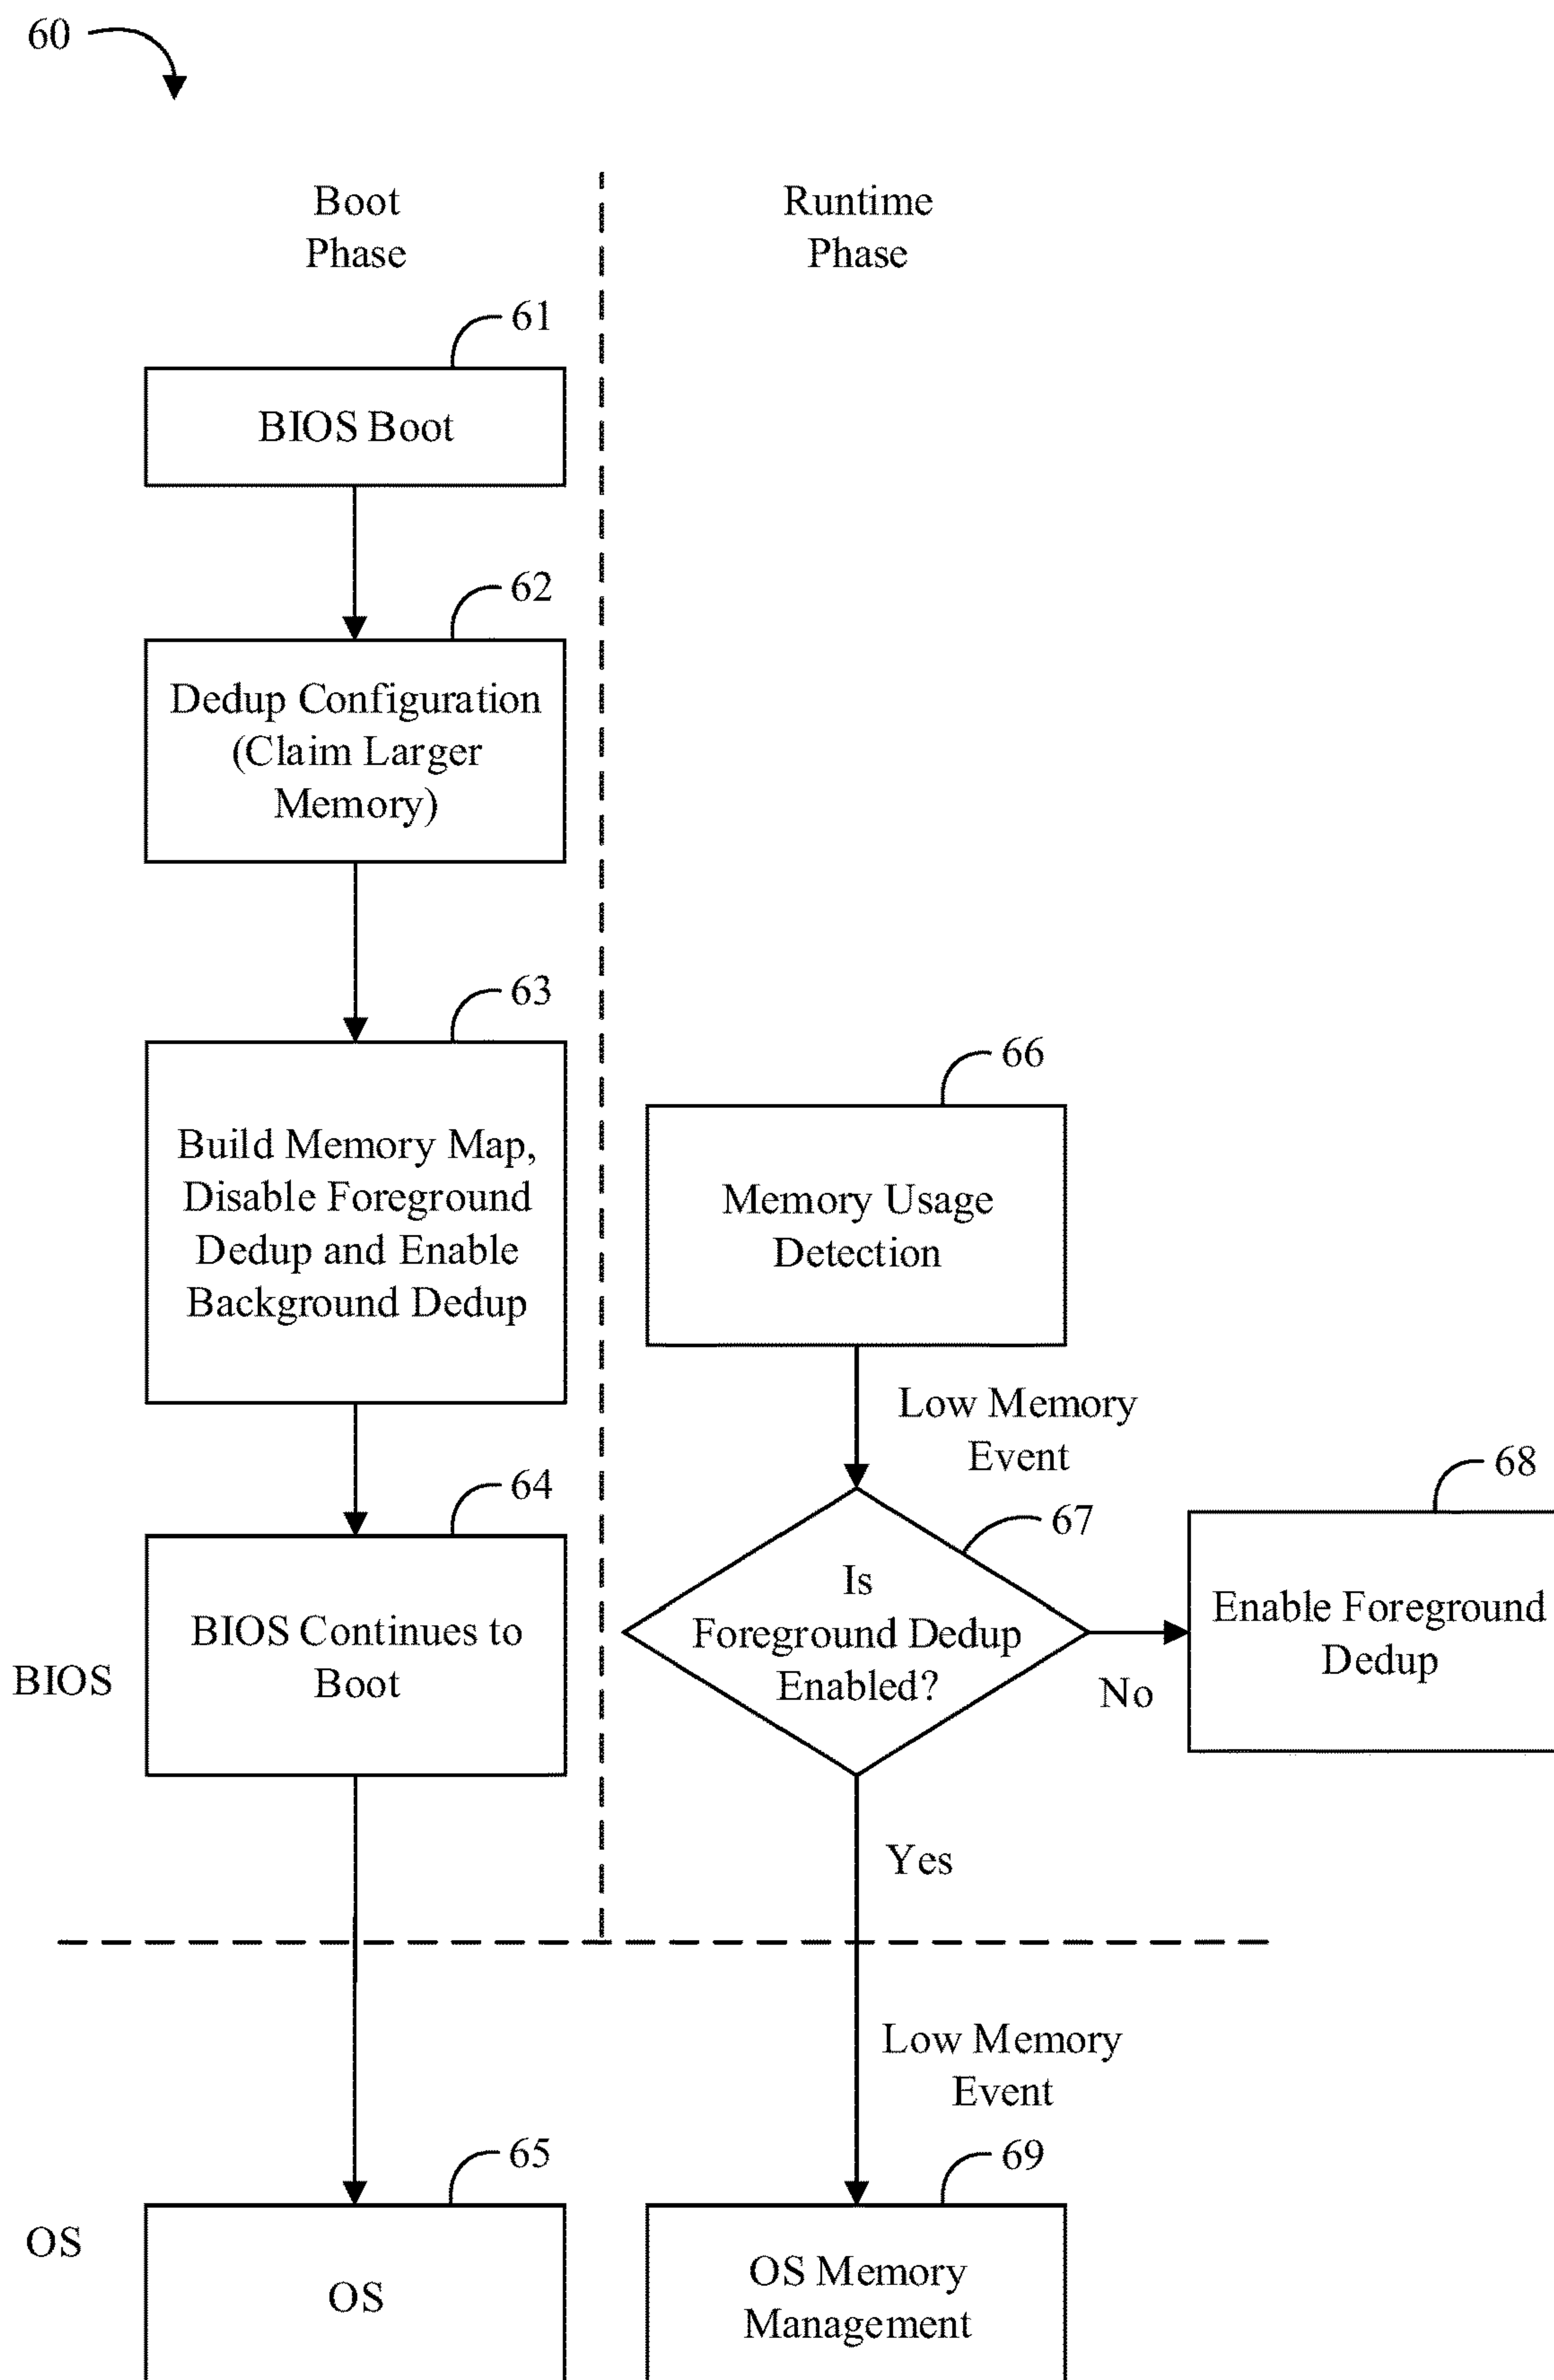 60
Boot
Phase
Runtime
Phase
61
BIOS Boot
62
Dedup Configuration
(Claim Larger
Memory)
63
Build Memory Map,
Disable Foreground
Dedup and Enable
Background Dedup
66
Memory Usage
Detection
Low Memory
Event
64
BIOS Continues to
Boot
BIOS
67
Is
Foreground Dedup
Enabled?
No
68
Enable Foreground
Dedup
Yes
Low Memory
Event
65
OS
OS
69
OS Memory
Management